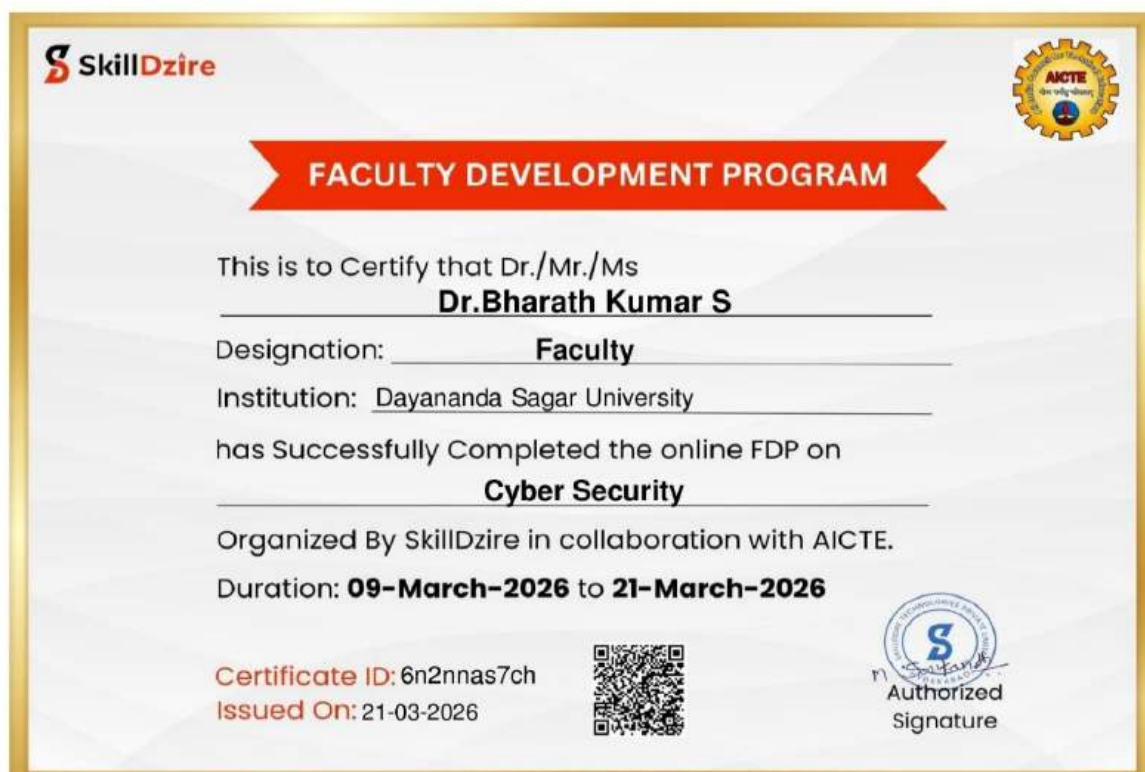 SkillDzire
AICTE
FACULTY DEVELOPMENT PROGRAM
This is to Certify that Dr./Mr./Ms
Dr.Bharath Kumar S
Designation: Faculty
Institution: Dayananda Sagar University
has Successfully Completed the online FDP on
Cyber Security
Organized By SkillDzire in collaboration with AICTE.
Duration: 09-March-2026 to 21-March-2026
Certificate ID: 6n2nnas7ch
Issued On: 21-03-2026
Authorized
Signature